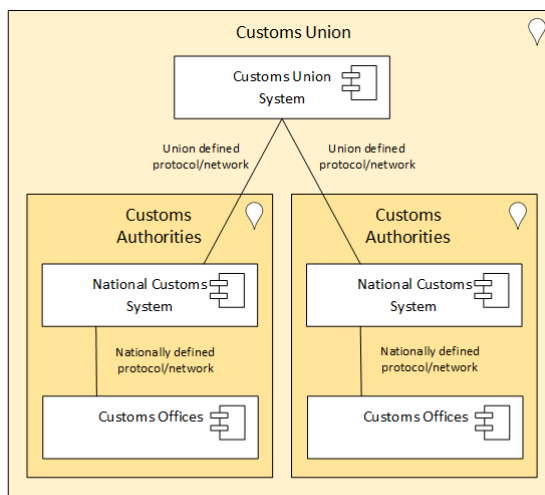 Customs Union
Customs Union
System
Union defined
protocol/network
Union defined
protocol/network
Customs
Authorities
National Customs
System
Nationally defined
protocol/network
Customs Offices
Customs
Authorities
National Customs
System
Nationally defined
protocol/network
Customs Offices